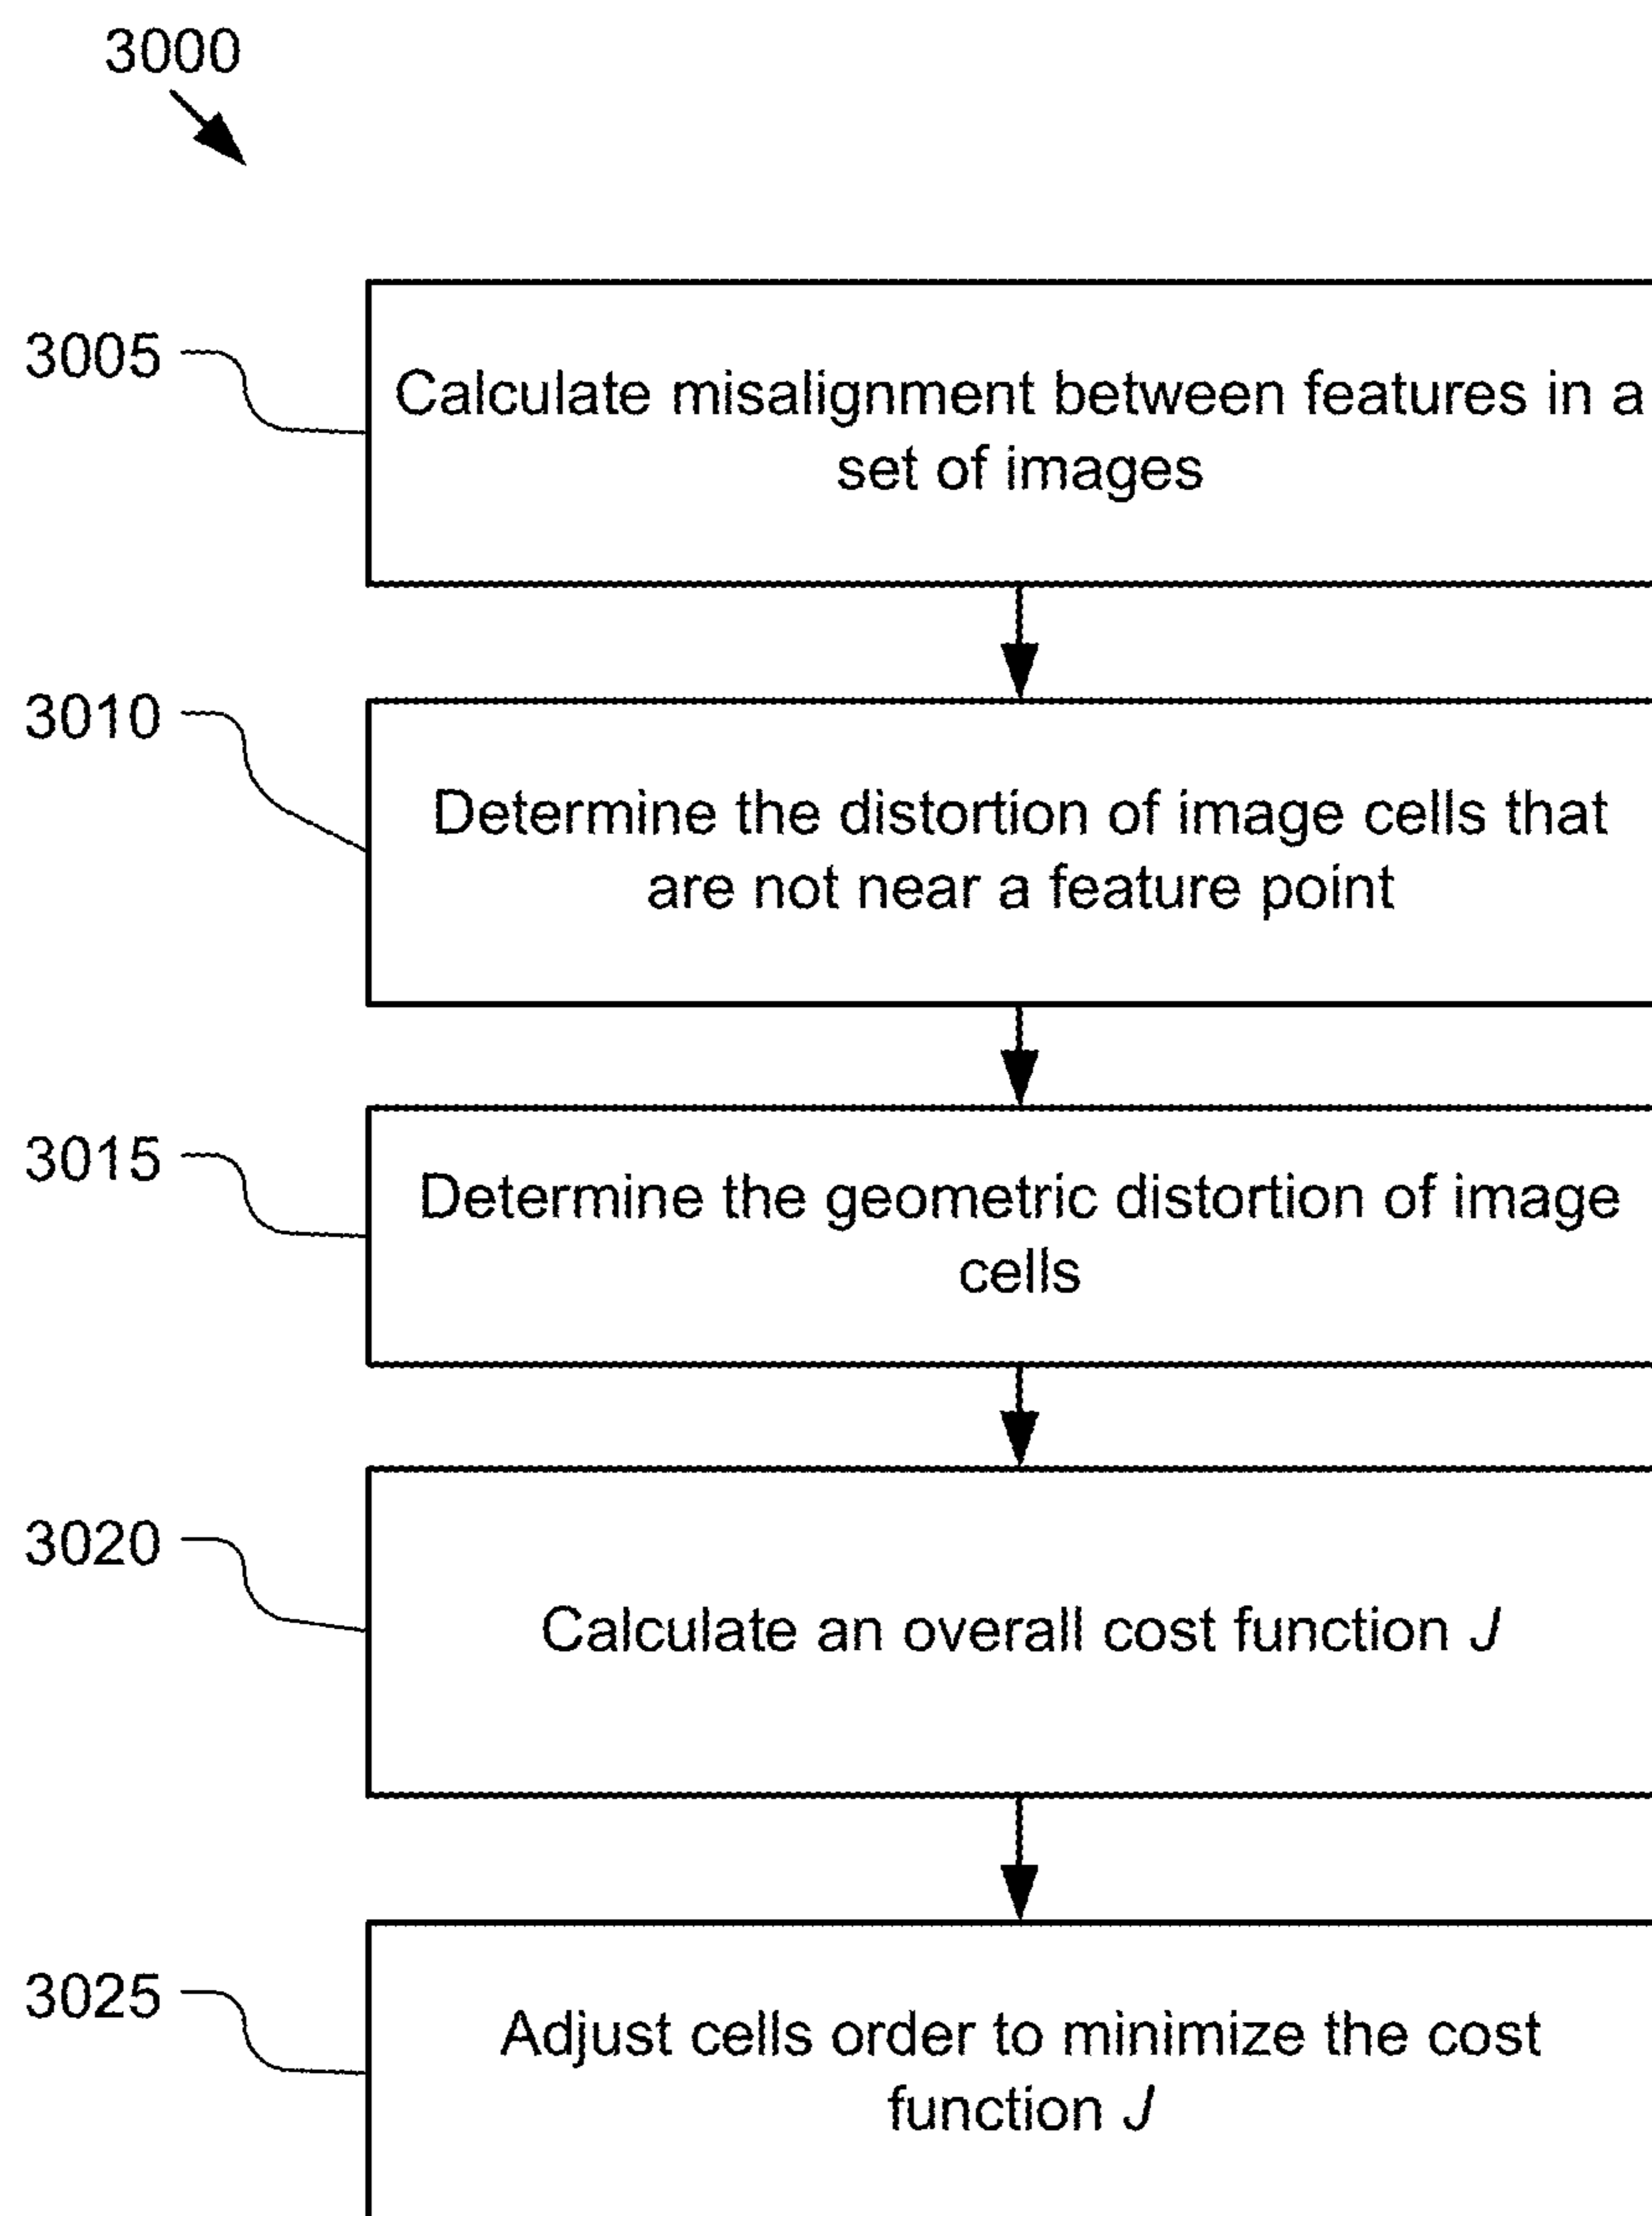 3000
3005
Calculate misalignment between features in a
set of images
3010
Determine the distortion of image cells that
are not near a feature point
3015
Determine the geometric distortion of image
cells
3020
Calculate an overall cost function J
3025
Adjust cells order to minimize the cost
function J